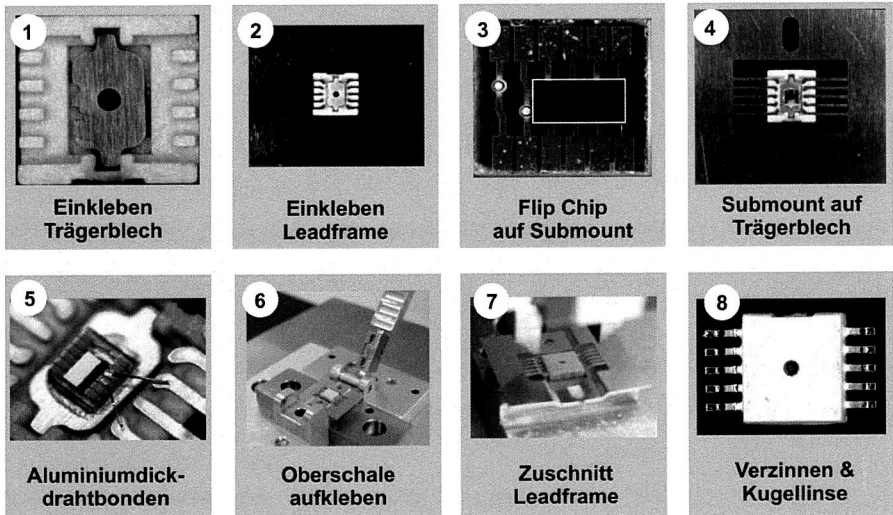 1
Einkleben
Trägerblech
2
Einkleben
Leadframe
3
Flip Chip
auf Submount
4
Submount auf
Trägerblech
5
Aluminiumdick-
drahtbonden
6
Oberschale
aufkleben
7
Zuschnitt
Leadframe
8
Verzinnen &
Kugellinse